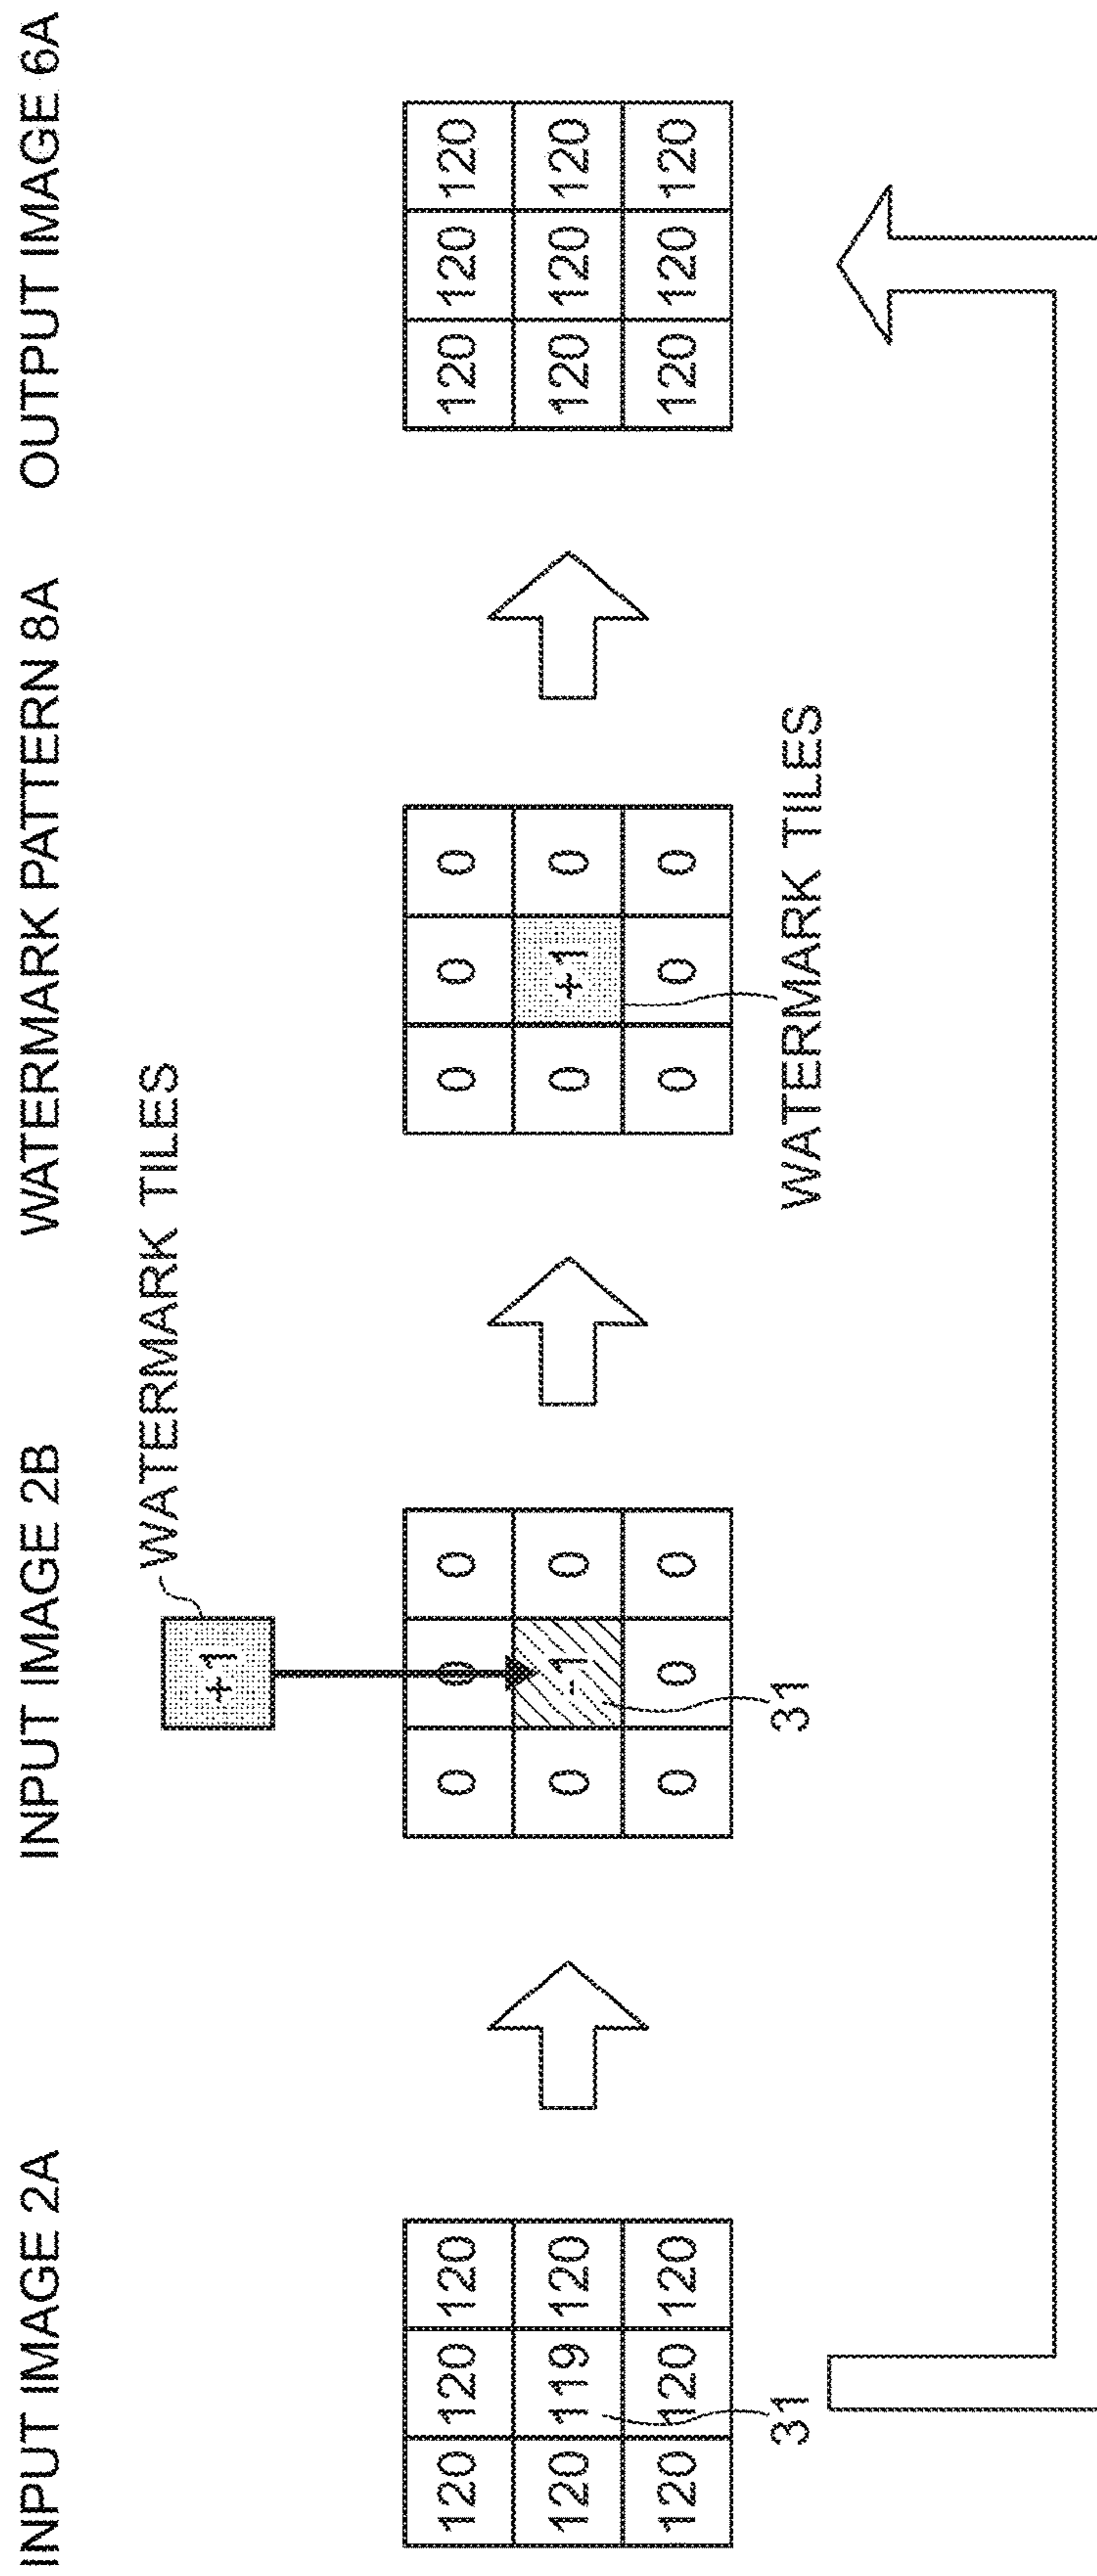 INPUT IMAGE 2A
INPUT IMAGE 2B
WATERMARK PATTERN 8A
OUTPUT IMAGE 6A
WATERMARK TILES
+1
120 120 120
120 119 120
120 120 120
31
0 0 0
0 -1 0
0 0 0
31
0 0 0
0 +1 0
0 0 0
WATERMARK TILES
120 120 120
120 120 120
120 120 120